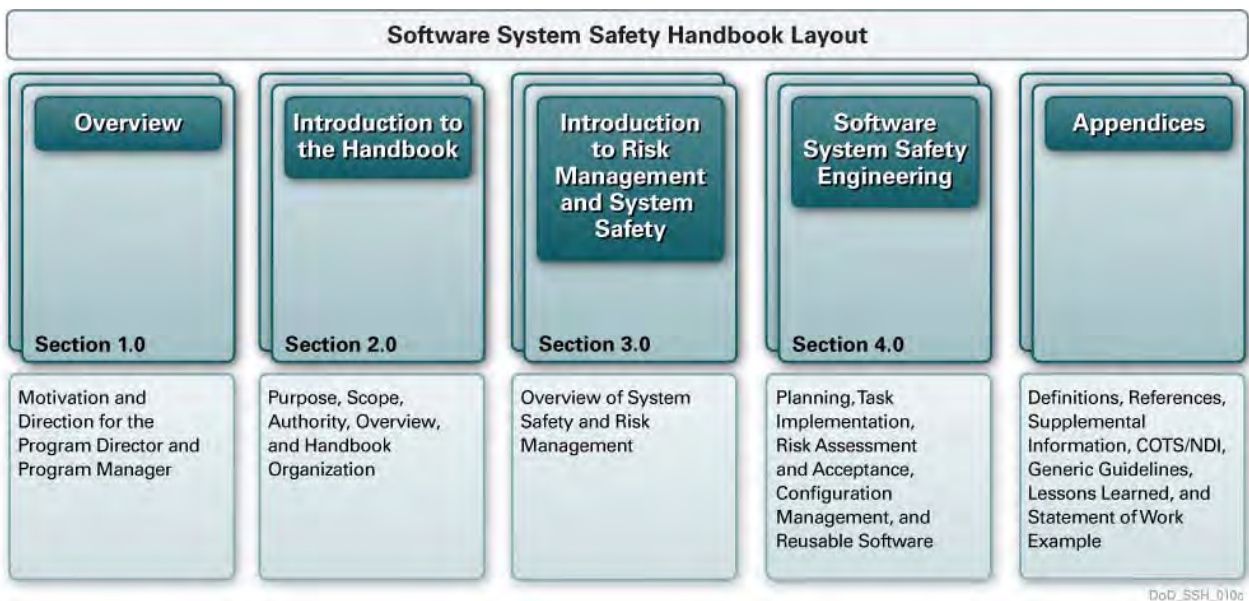 Software System Safety Handbook Layout
Overview
Section 1.0
Motivation and
Direction for the
Program Director and
Program Manager
Introduction to
the Handbook
Section 2.0
Purpose, Scope,
Authority, Overview,
and Handbook
Organization
Introduction
to Risk
Management
and System
Safety
Section 3.0
Overview of System
Safety and Risk
Management
Software
System Safety
Engineering
Section 4.0
Planning, Task
Implementation,
Risk Assessment
and Acceptance,
Configuration
Management, and
Reusable Software
Appendices
Definitions, References,
Supplemental
Information, COTS/NDI,
Generic Guidelines,
Lessons Learned, and
Statement of Work
Example
DoD_SSH_010c